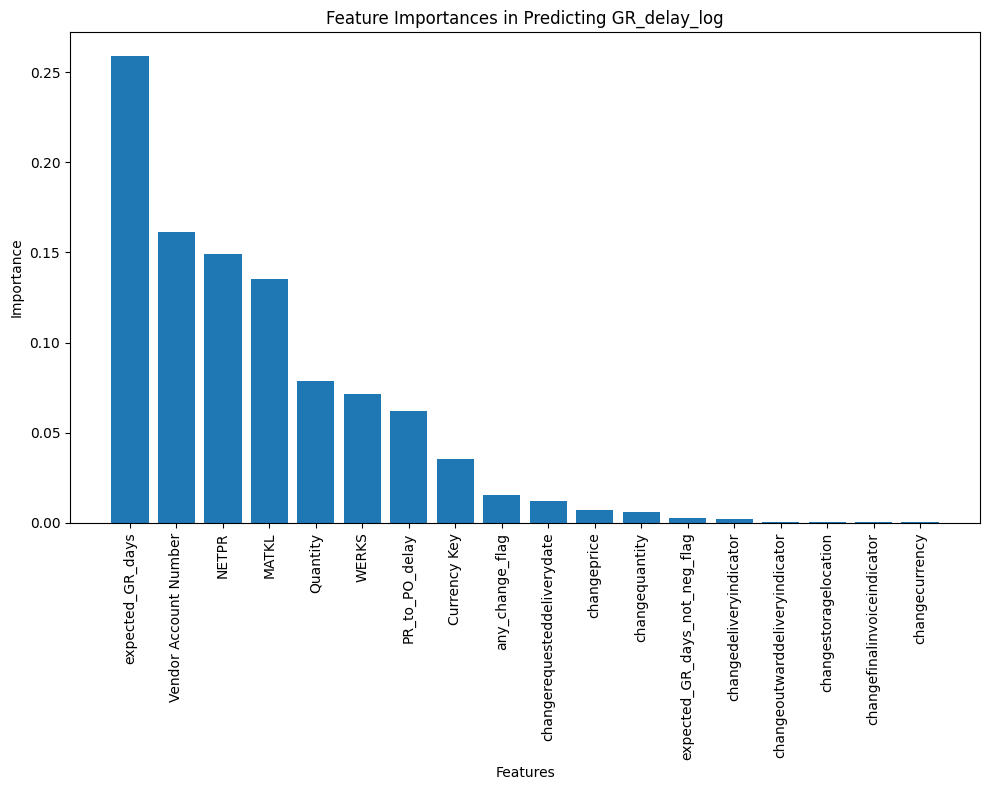 Feature Importances in Predicting GR_delay_log
Importance
0.25
0.20
0.15
0.10
0.05
0.00
expected_GR_days
Vendor Account Number
NETPR
MATKL
Quantity
WERKS
PR_to_PO_delay
Currency Key
any_change_flag
changerequesteddeliverydate
changeprice
changequantity
expected_GR_days_not_neg_flag
changedeliveryindicator
changeoutwarddeliveryindicator
changestoragelocation
changefinalinvoiceindicator
changecurrency
Features